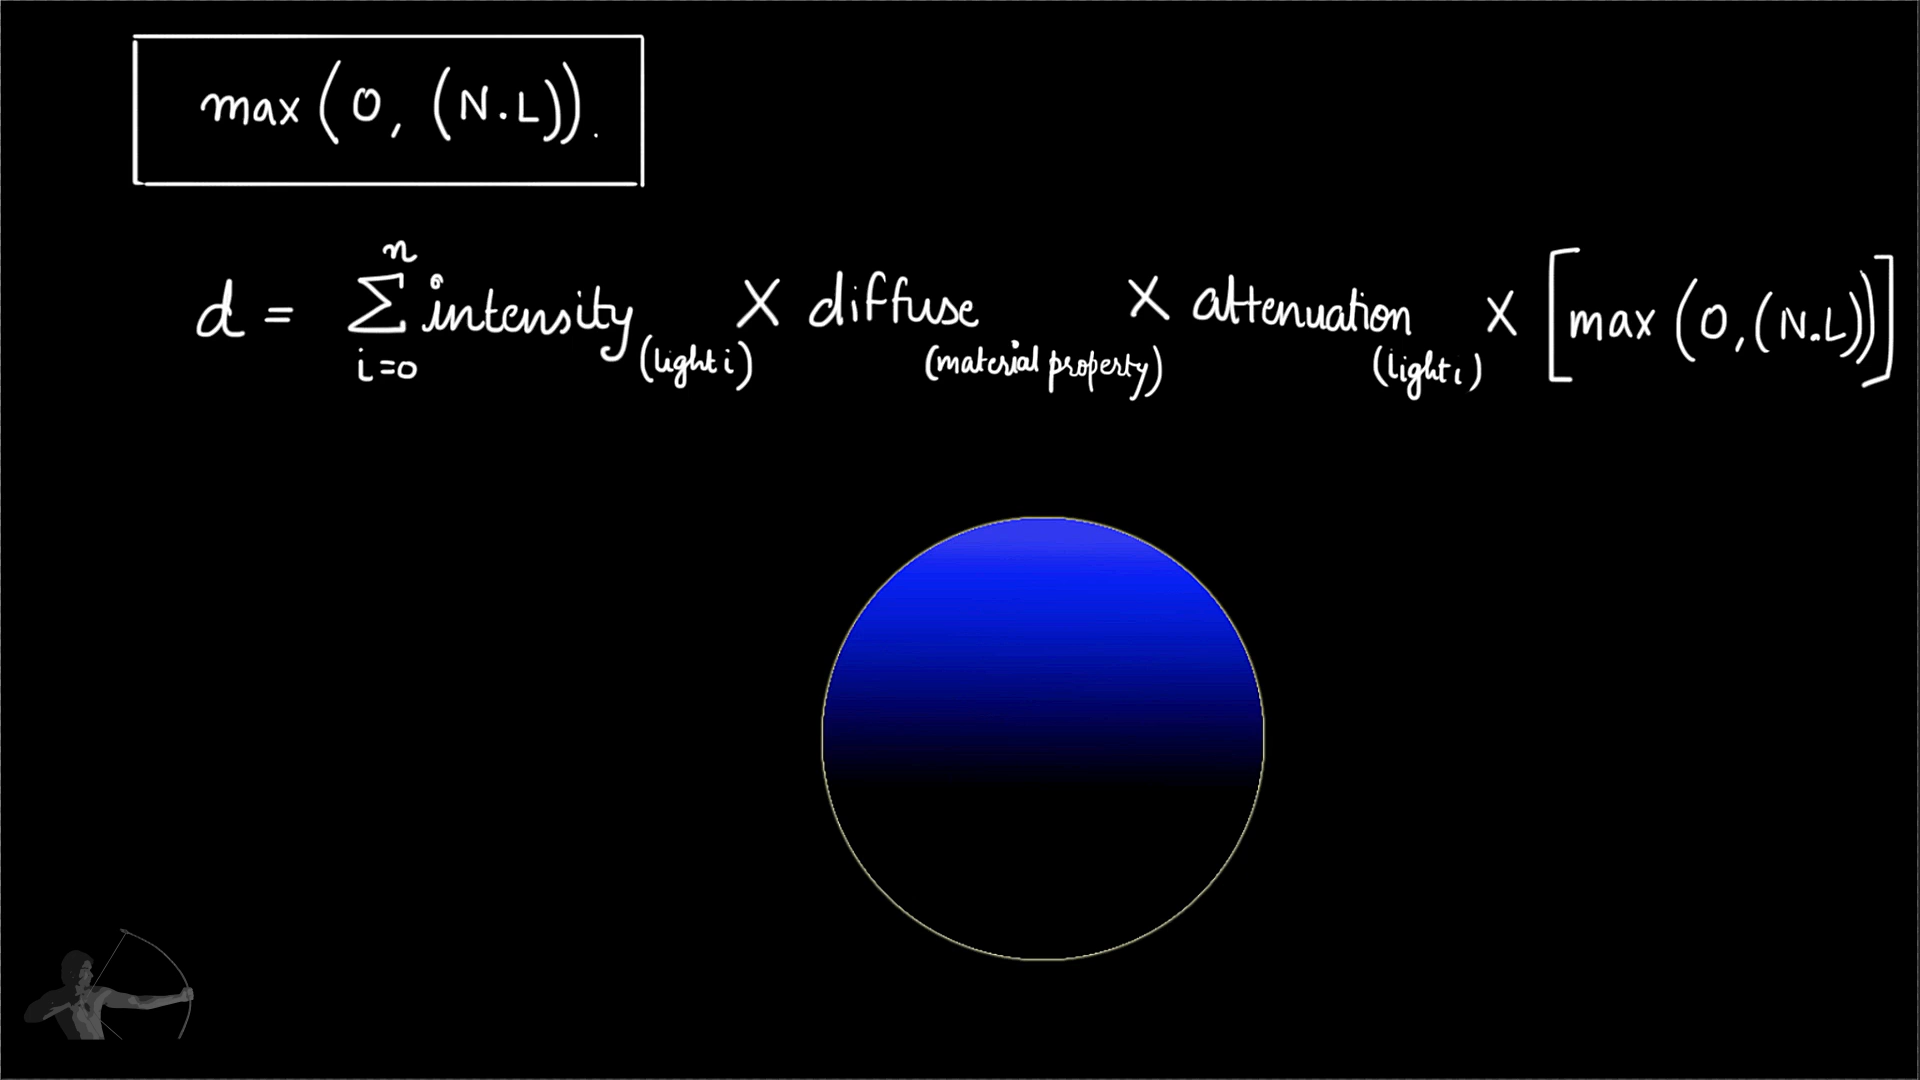 max (0, (N.L)).
n
d = Σ intensity (light i) X diffuse (material property) X attenuation (light i) X [max (0, (N.L))]
i=0